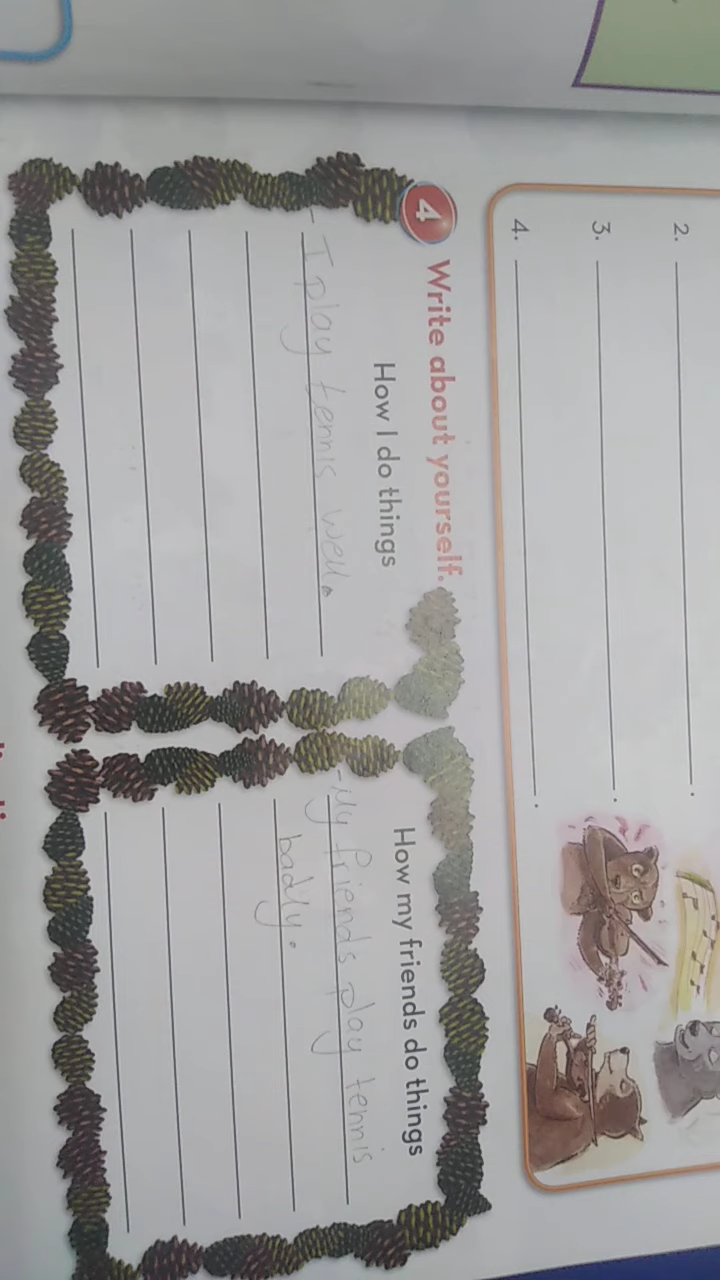 2.
3.
4.
4 Write about yourself.
How I do things
- I play tennis well.
How my friends do things
- My friends play tennis
badly.